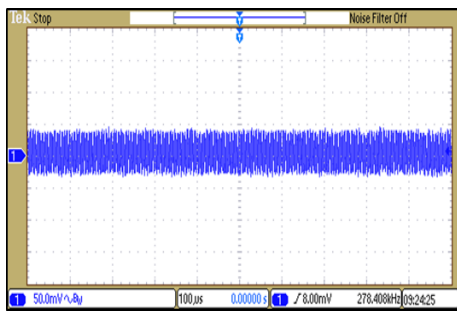 Tek Stop Noise Filter Off
1
1 50.0mV 100µs 0.00000 s 1 8.00mV 278.408kHz 09:24:25